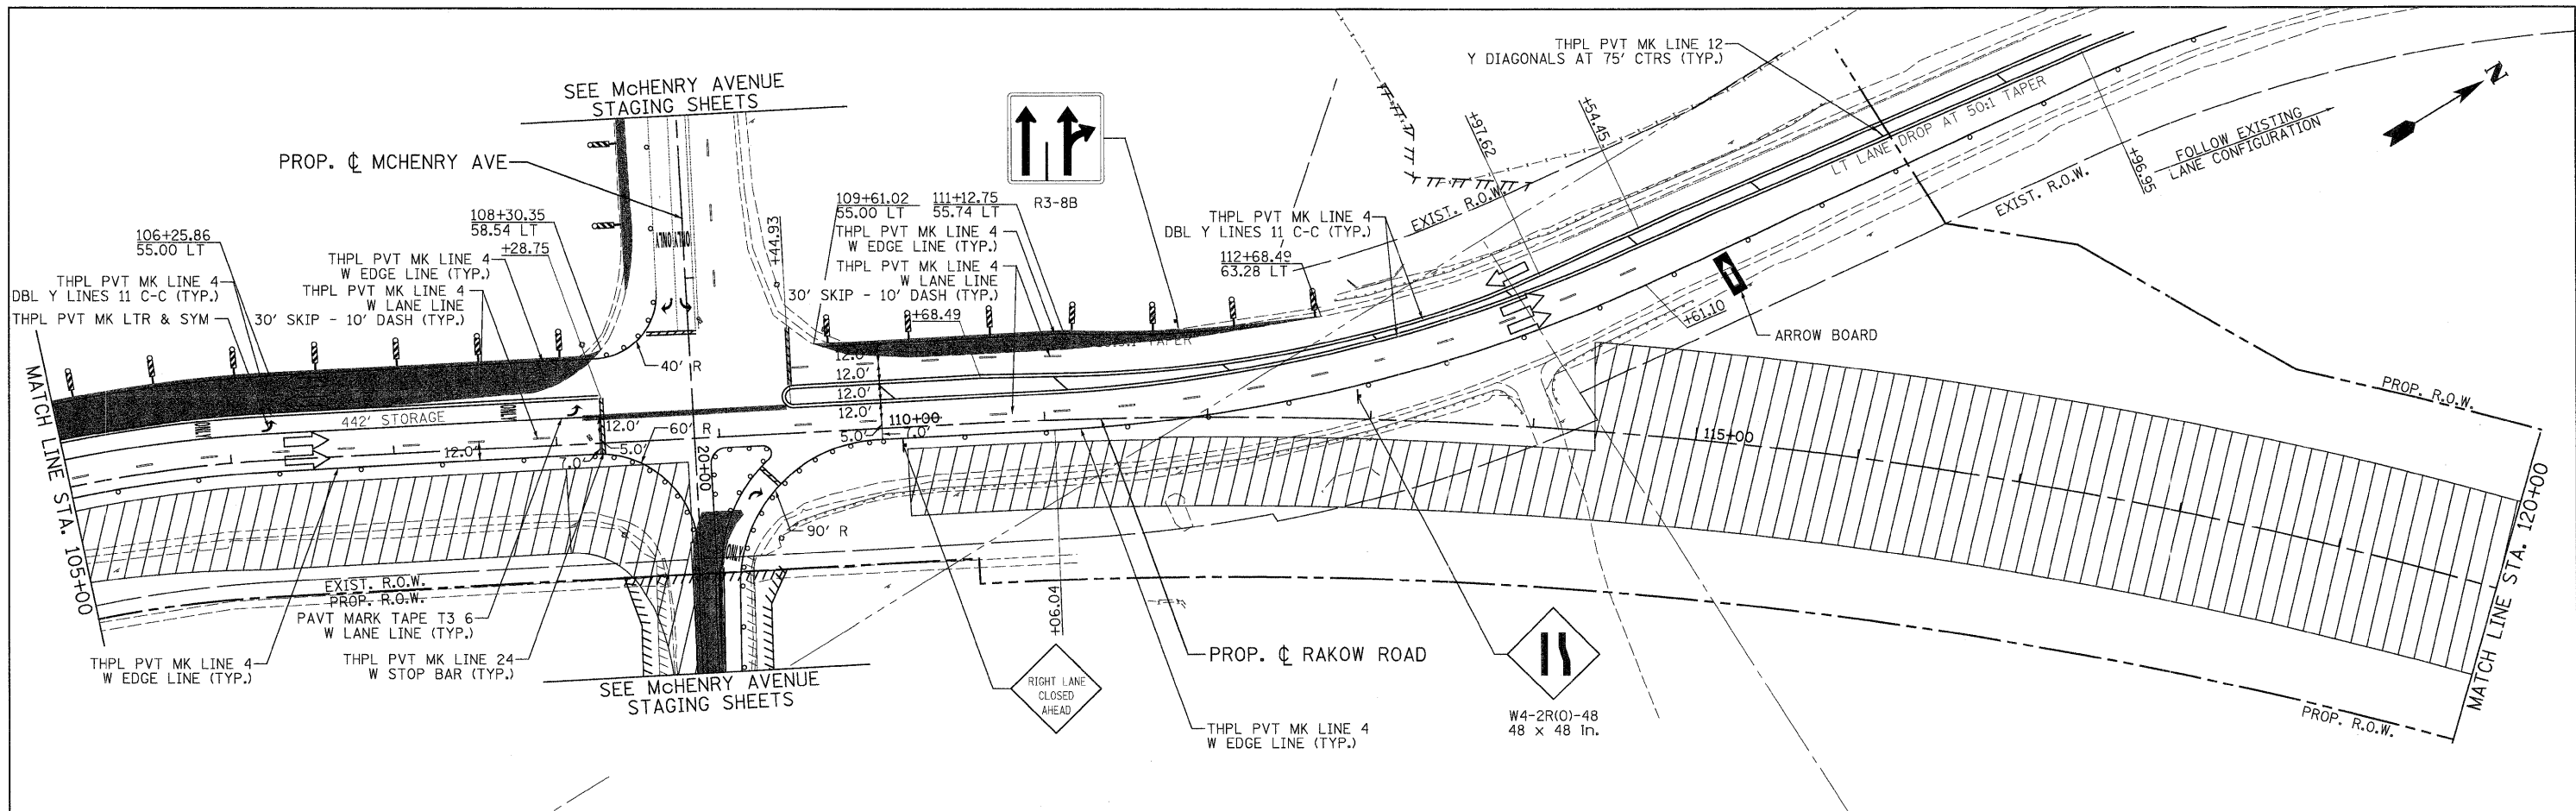 SEE McHENRY AVENUE
STAGING SHEETS
PROP. ℄ MCHENRY AVE
106+25.86
55.00 LT
108+30.35
58.54 LT
+28.75
THPL PVT MK LINE 4
DBL Y LINES 11 C-C (TYP.)
THPL PVT MK LTR & SYM
THPL PVT MK LINE 4
W EDGE LINE (TYP.)
THPL PVT MK LINE 4
W LANE LINE
30' SKIP - 10' DASH (TYP.)
ONLY ONLY
+44.93
109+61.02
55.00 LT
111+12.75
55.74 LT
THPL PVT MK LINE 4
W EDGE LINE (TYP.)
THPL PVT MK LINE 4
W LANE LINE
30' SKIP - 10' DASH (TYP.)
+68.49
R3-8B
THPL PVT MK LINE 4
DBL Y LINES 11 C-C (TYP.)
112+68.49
63.28 LT
THPL PVT MK LINE 12
Y DIAGONALS AT 75' CTRS (TYP.)
EXIST. R.O.W.
+97.62
+54.45
LT LANE DROP AT 50:1 TAPER
+96.95
FOLLOW EXISTING
LANE CONFIGURATION
EXIST. R.O.W.
N
+61.10
ARROW BOARD
MATCH LINE STA. 105+00
ONLY
442' STORAGE
ONLY
40' R
12.0'
12.0'
5.0'
7.0'
60' R
20+00
TAPER
12.0'
12.0'
12.0'
12.0'
5.0'
110+00
7.0'
115+00
90' R
ONLY
EXIST. R.O.W.
PROP. R.O.W.
PAVT MARK TAPE T3 6
W LANE LINE (TYP.)
THPL PVT MK LINE 4
W EDGE LINE (TYP.)
THPL PVT MK LINE 24
W STOP BAR (TYP.)
SEE McHENRY AVENUE
STAGING SHEETS
+06.04
RIGHT LANE
CLOSED
AHEAD
PROP. ℄ RAKOW ROAD
THPL PVT MK LINE 4
W EDGE LINE (TYP.)
W4-2R(O)-48
48 x 48 In.
PROP. R.O.W.
PROP. R.O.W.
MATCH LINE STA. 120+00